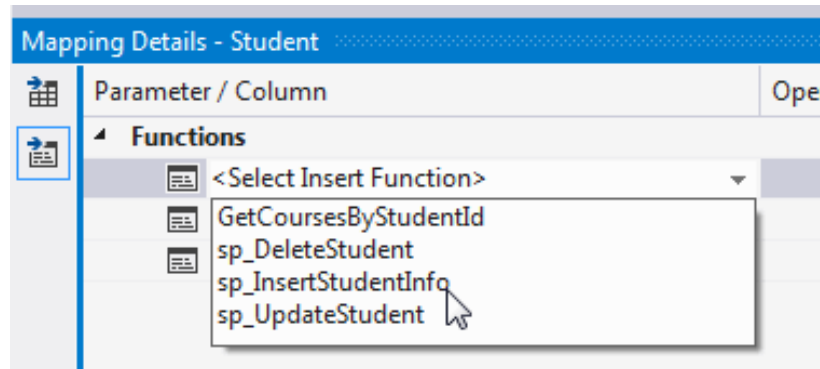 Mapping Details - Student
Parameter / Column
Ope
Functions
<Select Insert Function>
GetCoursesByStudentId
sp_DeleteStudent
sp_InsertStudentInfo
sp_UpdateStudent